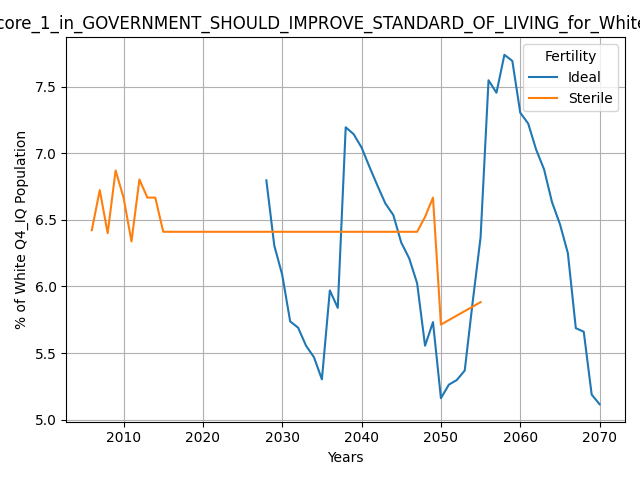 core_1_in_GOVERNMENT_SHOULD_IMPROVE_STANDARD_OF_LIVING_for_White
Fertility
Ideal
Sterile
% of White Q4_IQ Population
7.5
7.0
6.5
6.0
5.5
5.0
2010 2020 2030 2040 2050 2060 2070
Years